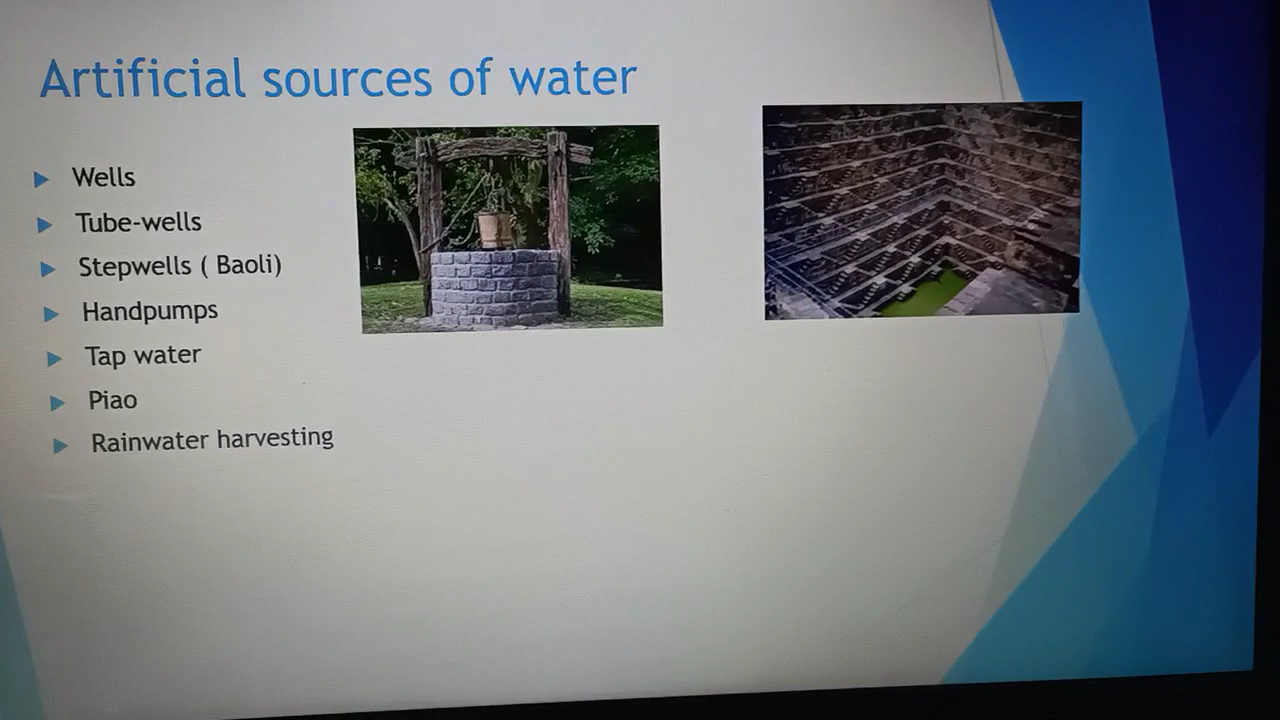 Artificial sources of water
Wells
Tube-wells
Stepwells ( Baoli)
Handpumps
Tap water
Piao
Rainwater harvesting